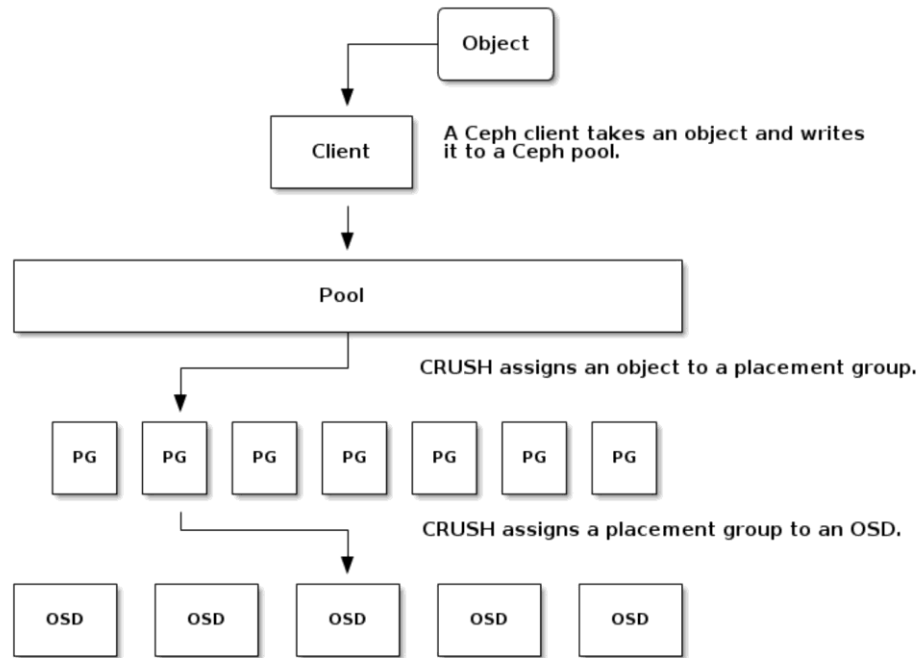 Object
Client
A Ceph client takes an object and writes
it to a Ceph pool.
Pool
CRUSH assigns an object to a placement group.
PG PG PG PG PG PG PG
CRUSH assigns a placement group to an OSD.
OSD OSD OSD OSD OSD